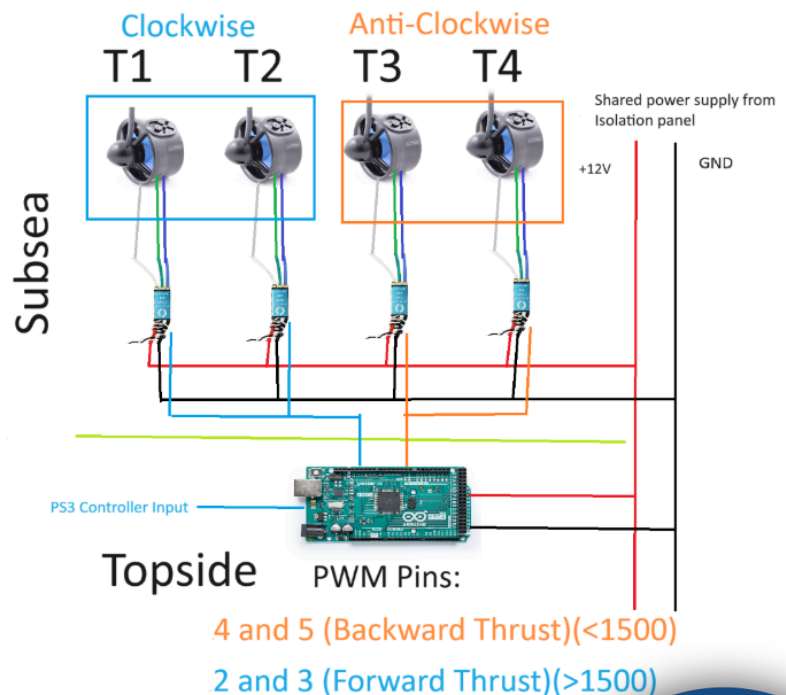 Clockwise
Anti-Clockwise
T1
T2
T3
T4
Shared power supply from
Isolation panel
+12V
GND
Subsea
PS3 Controller Input
ARDUINO
Topside
PWM Pins:
4 and 5 (Backward Thrust)(<1500)
2 and 3 (Forward Thrust)(>1500)